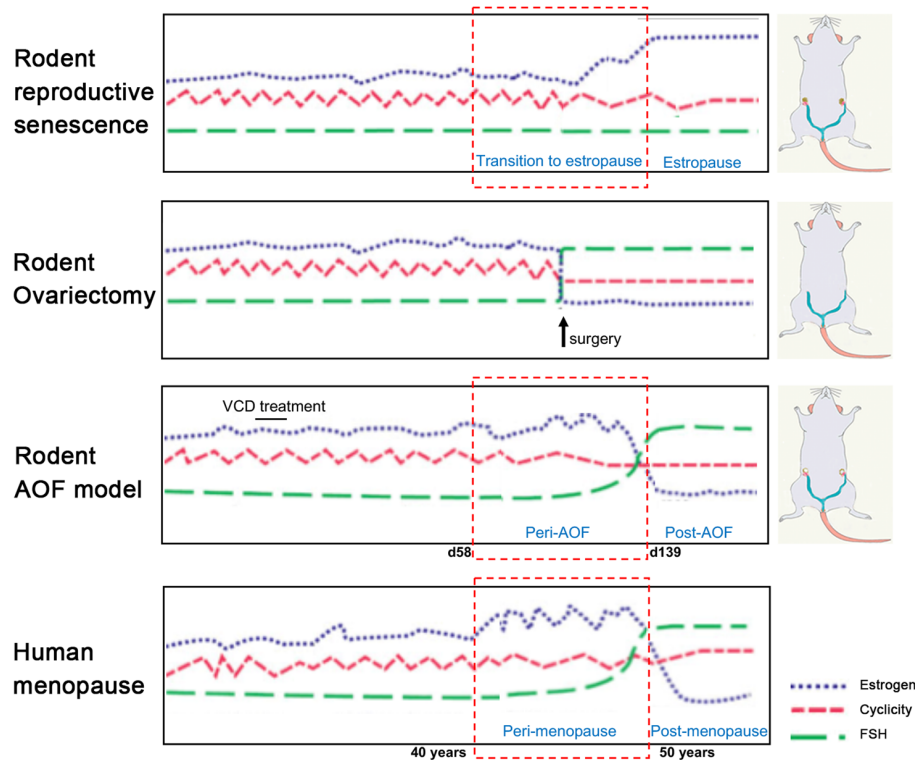 Rodent
reproductive
senescence
Transition to estropause
Estropause
Rodent
Ovariectomy
surgery
VCD treatment
Rodent
AOF model
Peri-AOF
Post-AOF
d58
d139
Human
menopause
Peri-menopause
Post-menopause
40 years
50 years
Estrogen
Cyclicity
FSH